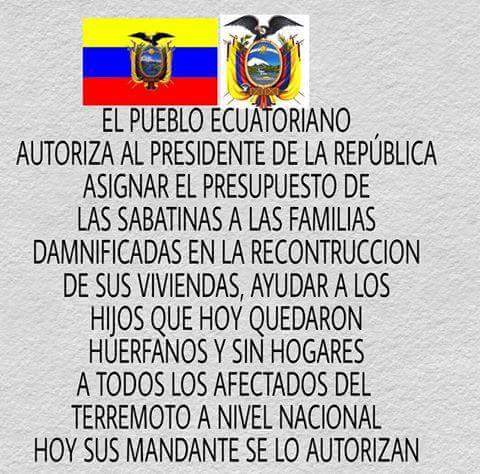 EL PUEBLO ECUATORIANO
AUTORIZA AL PRESIDENTE DE LA REPÚBLICA
ASIGNAR EL PRESUPUESTO DE
LAS SABATINAS A LAS FAMILIAS
DAMNIFICADAS EN LA RECONTRUCCION
DE SUS VIVIENDAS, AYUDAR A LOS
HIJOS QUE HOY QUEDARON
HUERFANOS Y SIN HOGARES
A TODOS LOS AFECTADOS DEL
TERREMOTO A NIVEL NACIONAL
HOY SUS MANDANTE SE LO AUTORIZAN